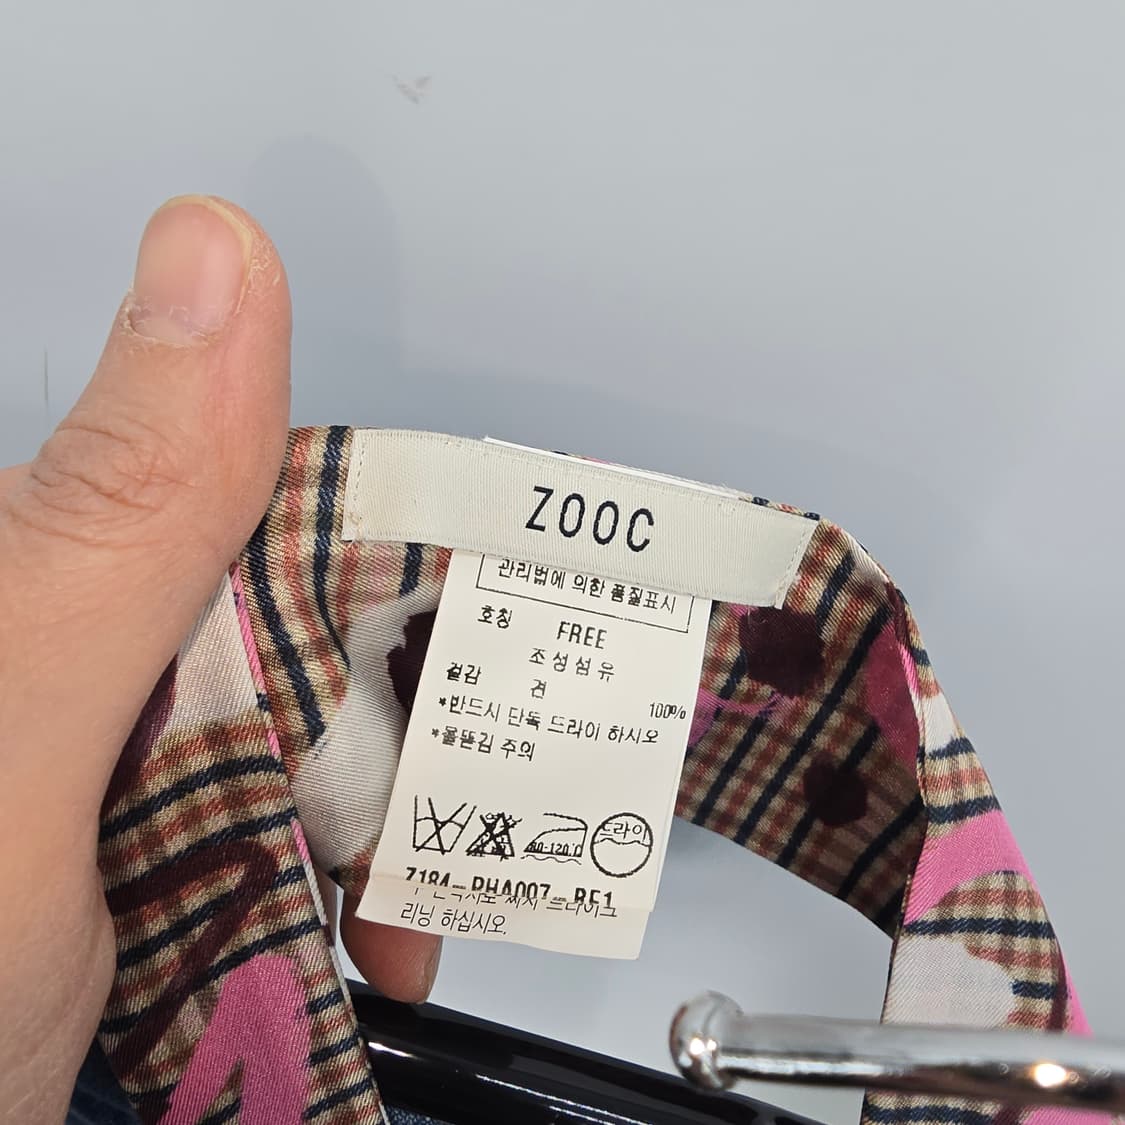 ZOOC
관리법에 의한 품질표시
호칭 FREE
조성섬유
겉감 견 100%
*반드시 단독 드라이 하시오
*물뜯김 주의
드라이
리닝 하십시오.